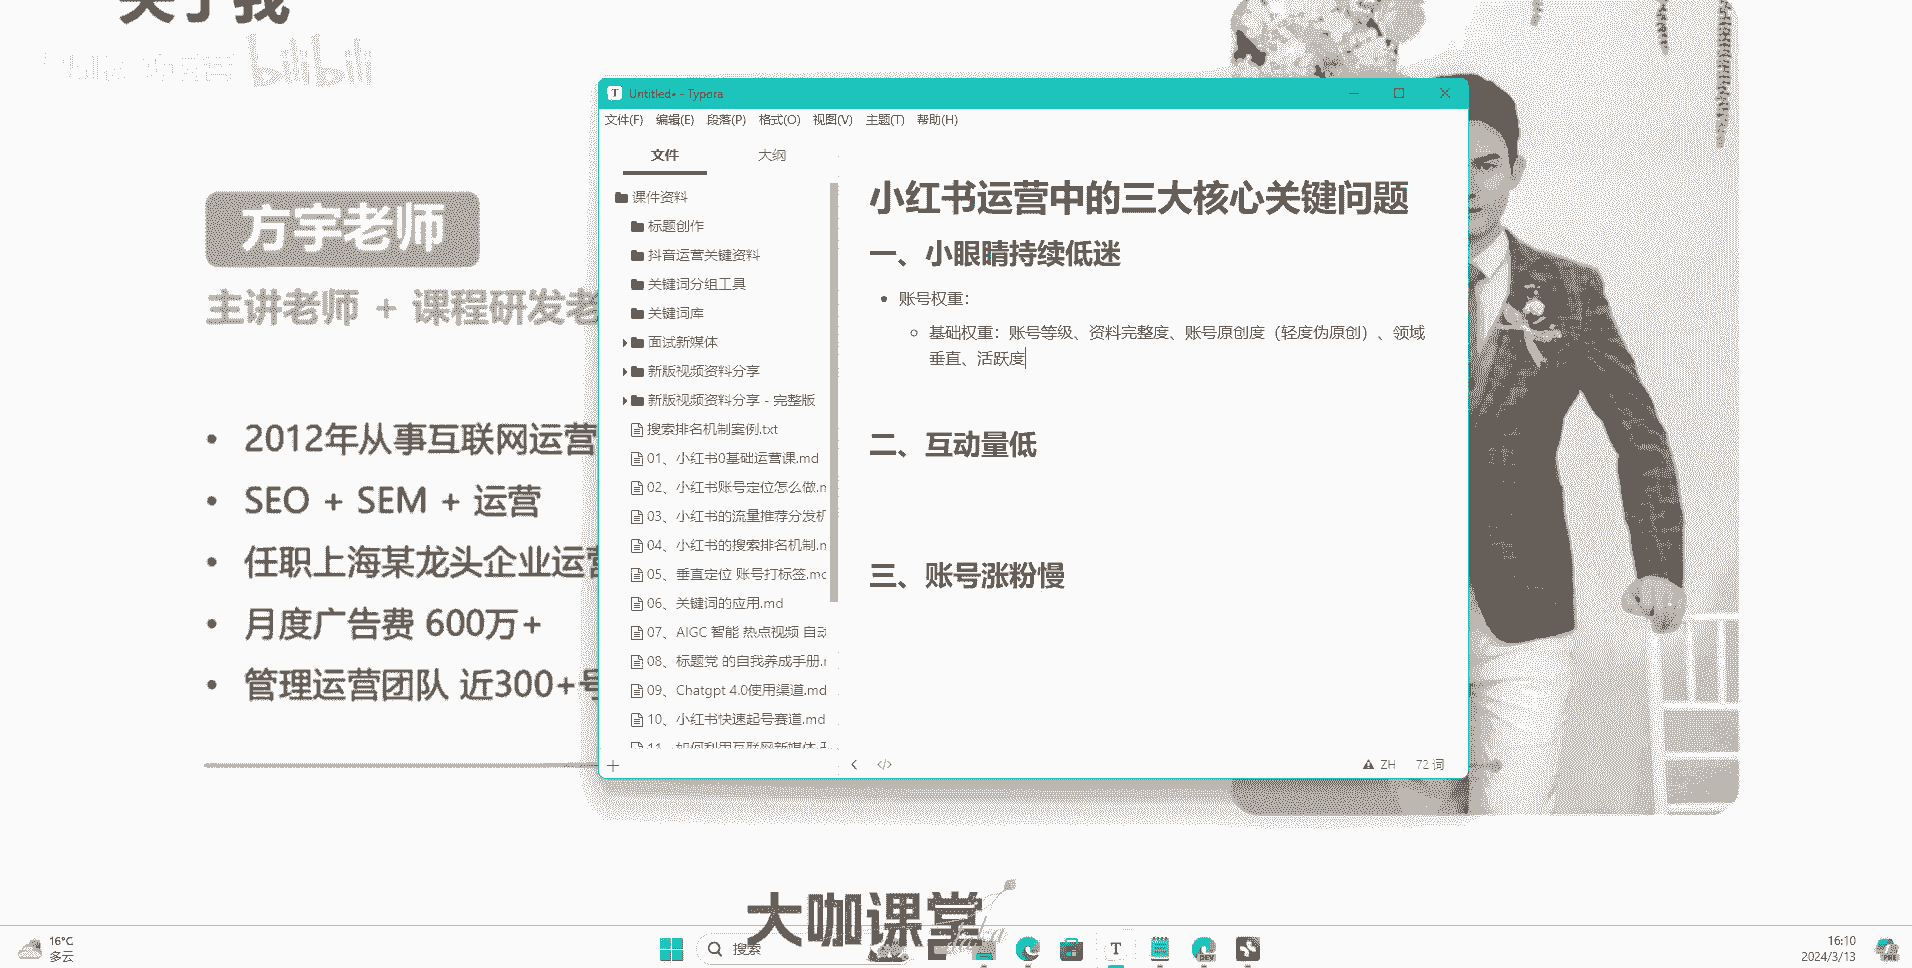 关于我
bilibili
方宇老师
主讲老师 + 课程研发老
2012年从事互联网运营
SEO + SEM + 运营
任职上海某龙头企业运营
月度广告费 600万+
管理运营团队 近300+号
Untitled• - Typora
文件(F) 编辑(E) 段落(P) 格式(O) 视图(V) 主题(T) 帮助(H)
文件 大纲
课件资料
标题创作
抖音运营关键资料
关键词分组工具
关键词库
面试新媒体
新版视频资料分享
新版视频资料分享 - 完整版
搜索排名机制案例.txt
01、小红书0基础运营课.md
02、小红书账号定位怎么做.m
03、小红书的流量推荐分发机
04、小红书的搜索排名机制.m
05、垂直定位 账号打标签.mc
06、关键词的应用.md
07、AIGC 智能 热点视频 自动
08、标题党 的自我养成手册.r
09、Chatgpt 4.0使用渠道.md
10、小红书快速起号赛道.md
11、如何利用互联网新媒体
小红书运营中的三大核心关键问题
一、小眼睛持续低迷
账号权重：
基础权重：账号等级、资料完整度、账号原创度（轻度伪原创）、领域
垂直、活跃度
二、互动量低
三、账号涨粉慢
ZH 72 词
大咖课堂
16°C
多云
搜索
DEV
PRE
16:10
2024/3/13